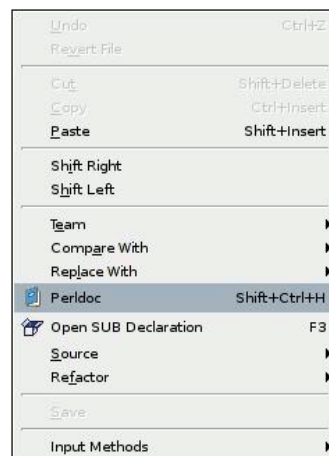 Undo Ctrl+Z
Revert File
Cut Shift+Delete
Copy Ctrl+Insert
Paste Shift+Insert
Shift Right
Shift Left
Team
Compare With
Replace With
Perldoc Shift+Ctrl+H
Open SUB Declaration F3
Source
Refactor
Save
Input Methods